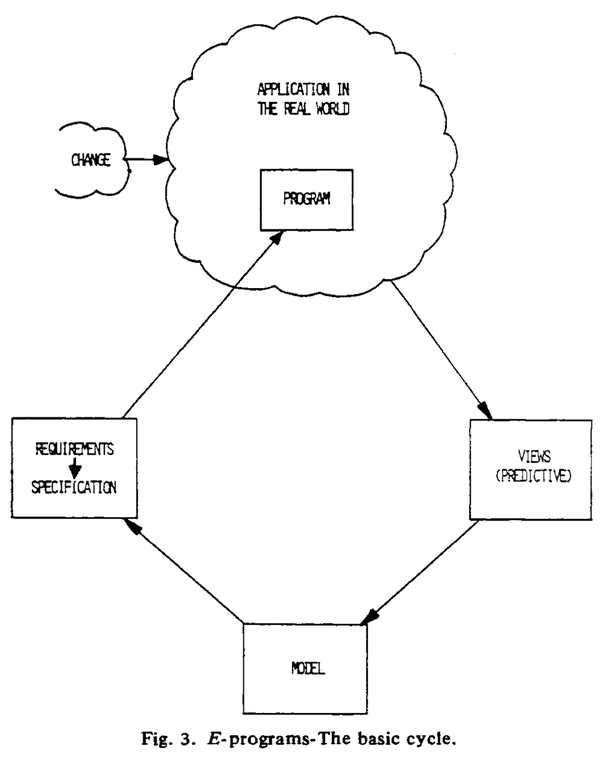 APPLICATION IN
THE REAL WORLD
CHANGE
PROGRAM
REQUIREMENTS
SPECIFICATION
VIEWS
(PREDICTIVE)
MODEL
Fig. 3. E-programs-The basic cycle.